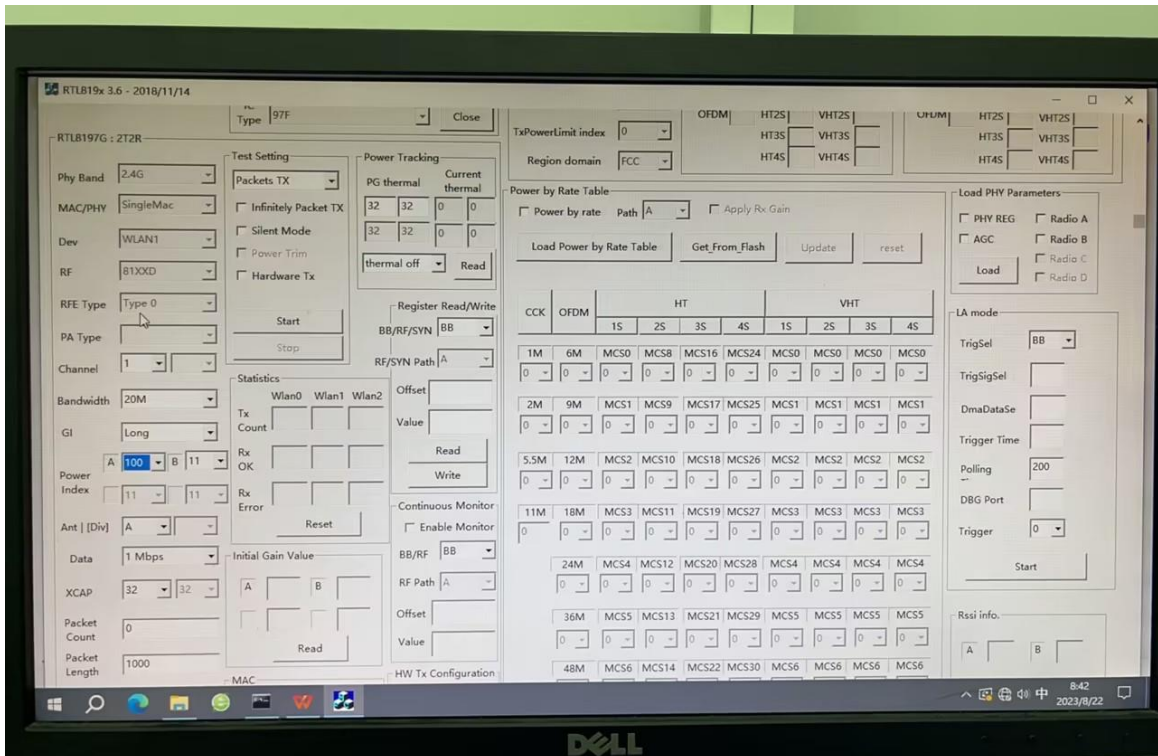 RTL819x 3.6 - 2018/11/14
Type 97F Close
RTL8197G : 2T2R
Phy Band 2.4G
MAC/PHY SingleMac
Dev WLAN1
RF 81XXD
RFE Type Type 0
PA Type
Channel 1
Bandwidth 20M
GI Long
A 100 B 11
Power
Index 11 11
Ant | [Div] A
Data 1 Mbps
XCAP 32 32
Packet
Count 0
Packet
Length 1000
Test Setting
Packets TX
Infinitely Packet TX
Silent Mode
Power Trim
Hardware Tx
Start
Stop
Statistics
Wlan0 Wlan1 Wlan2
Tx
Count
Rx
OK
Rx
Error
Reset
Initial Gain Value
A B
Read
MAC
Power Tracking
PG thermal Current
thermal
32 32 0 0
32 32 0 0
thermal off Read
Register Read/Write
BB/RF/SYN BB
RF/SYN Path A
Offset
Value
Read
Write
Continuous Monitor
Enable Monitor
BB/RF BB
RF Path A
Offset
Value
HW Tx Configuration
TxPowerLimit index 0
Region domain FCC
OFDM HT2S VHT2S
HT3S VHT3S
HT4S VHT4S
OFDM HT2S VHT2S
HT3S VHT3S
HT4S VHT4S
Power by Rate Table
Power by rate Path A Apply Rx Gain
Load Power by Rate Table Get_From_Flash Update reset
CCK OFDM HT VHT
1S 2S 3S 4S 1S 2S 3S 4S
1M 6M MCS0 MCS8 MCS16 MCS24 MCS0 MCS0 MCS0 MCS0
0 0 0 0 0 0 0 0 0 0
2M 9M MCS1 MCS9 MCS17 MCS25 MCS1 MCS1 MCS1 MCS1
0 0 0 0 0 0 0 0 0 0
5.5M 12M MCS2 MCS10 MCS18 MCS26 MCS2 MCS2 MCS2 MCS2
0 0 0 0 0 0 0 0 0 0
11M 18M MCS3 MCS11 MCS19 MCS27 MCS3 MCS3 MCS3 MCS3
0 0 0 0 0 0 0 0 0 0
24M MCS4 MCS12 MCS20 MCS28 MCS4 MCS4 MCS4 MCS4
0 0 0 0 0 0 0 0 0
36M MCS5 MCS13 MCS21 MCS29 MCS5 MCS5 MCS5 MCS5
0 0 0 0 0 0 0 0 0
48M MCS6 MCS14 MCS22 MCS30 MCS6 MCS6 MCS6 MCS6
Load PHY Parameters
PHY REG Radio A
AGC Radio B
Radio C
Load Radio D
LA mode
TrigSel BB
TrigSigSel
DmaDataSe
Trigger Time
Polling 200
DBG Port
Trigger 0
Start
Rssi info.
A B
中 8:42
2023/8/22
DELL